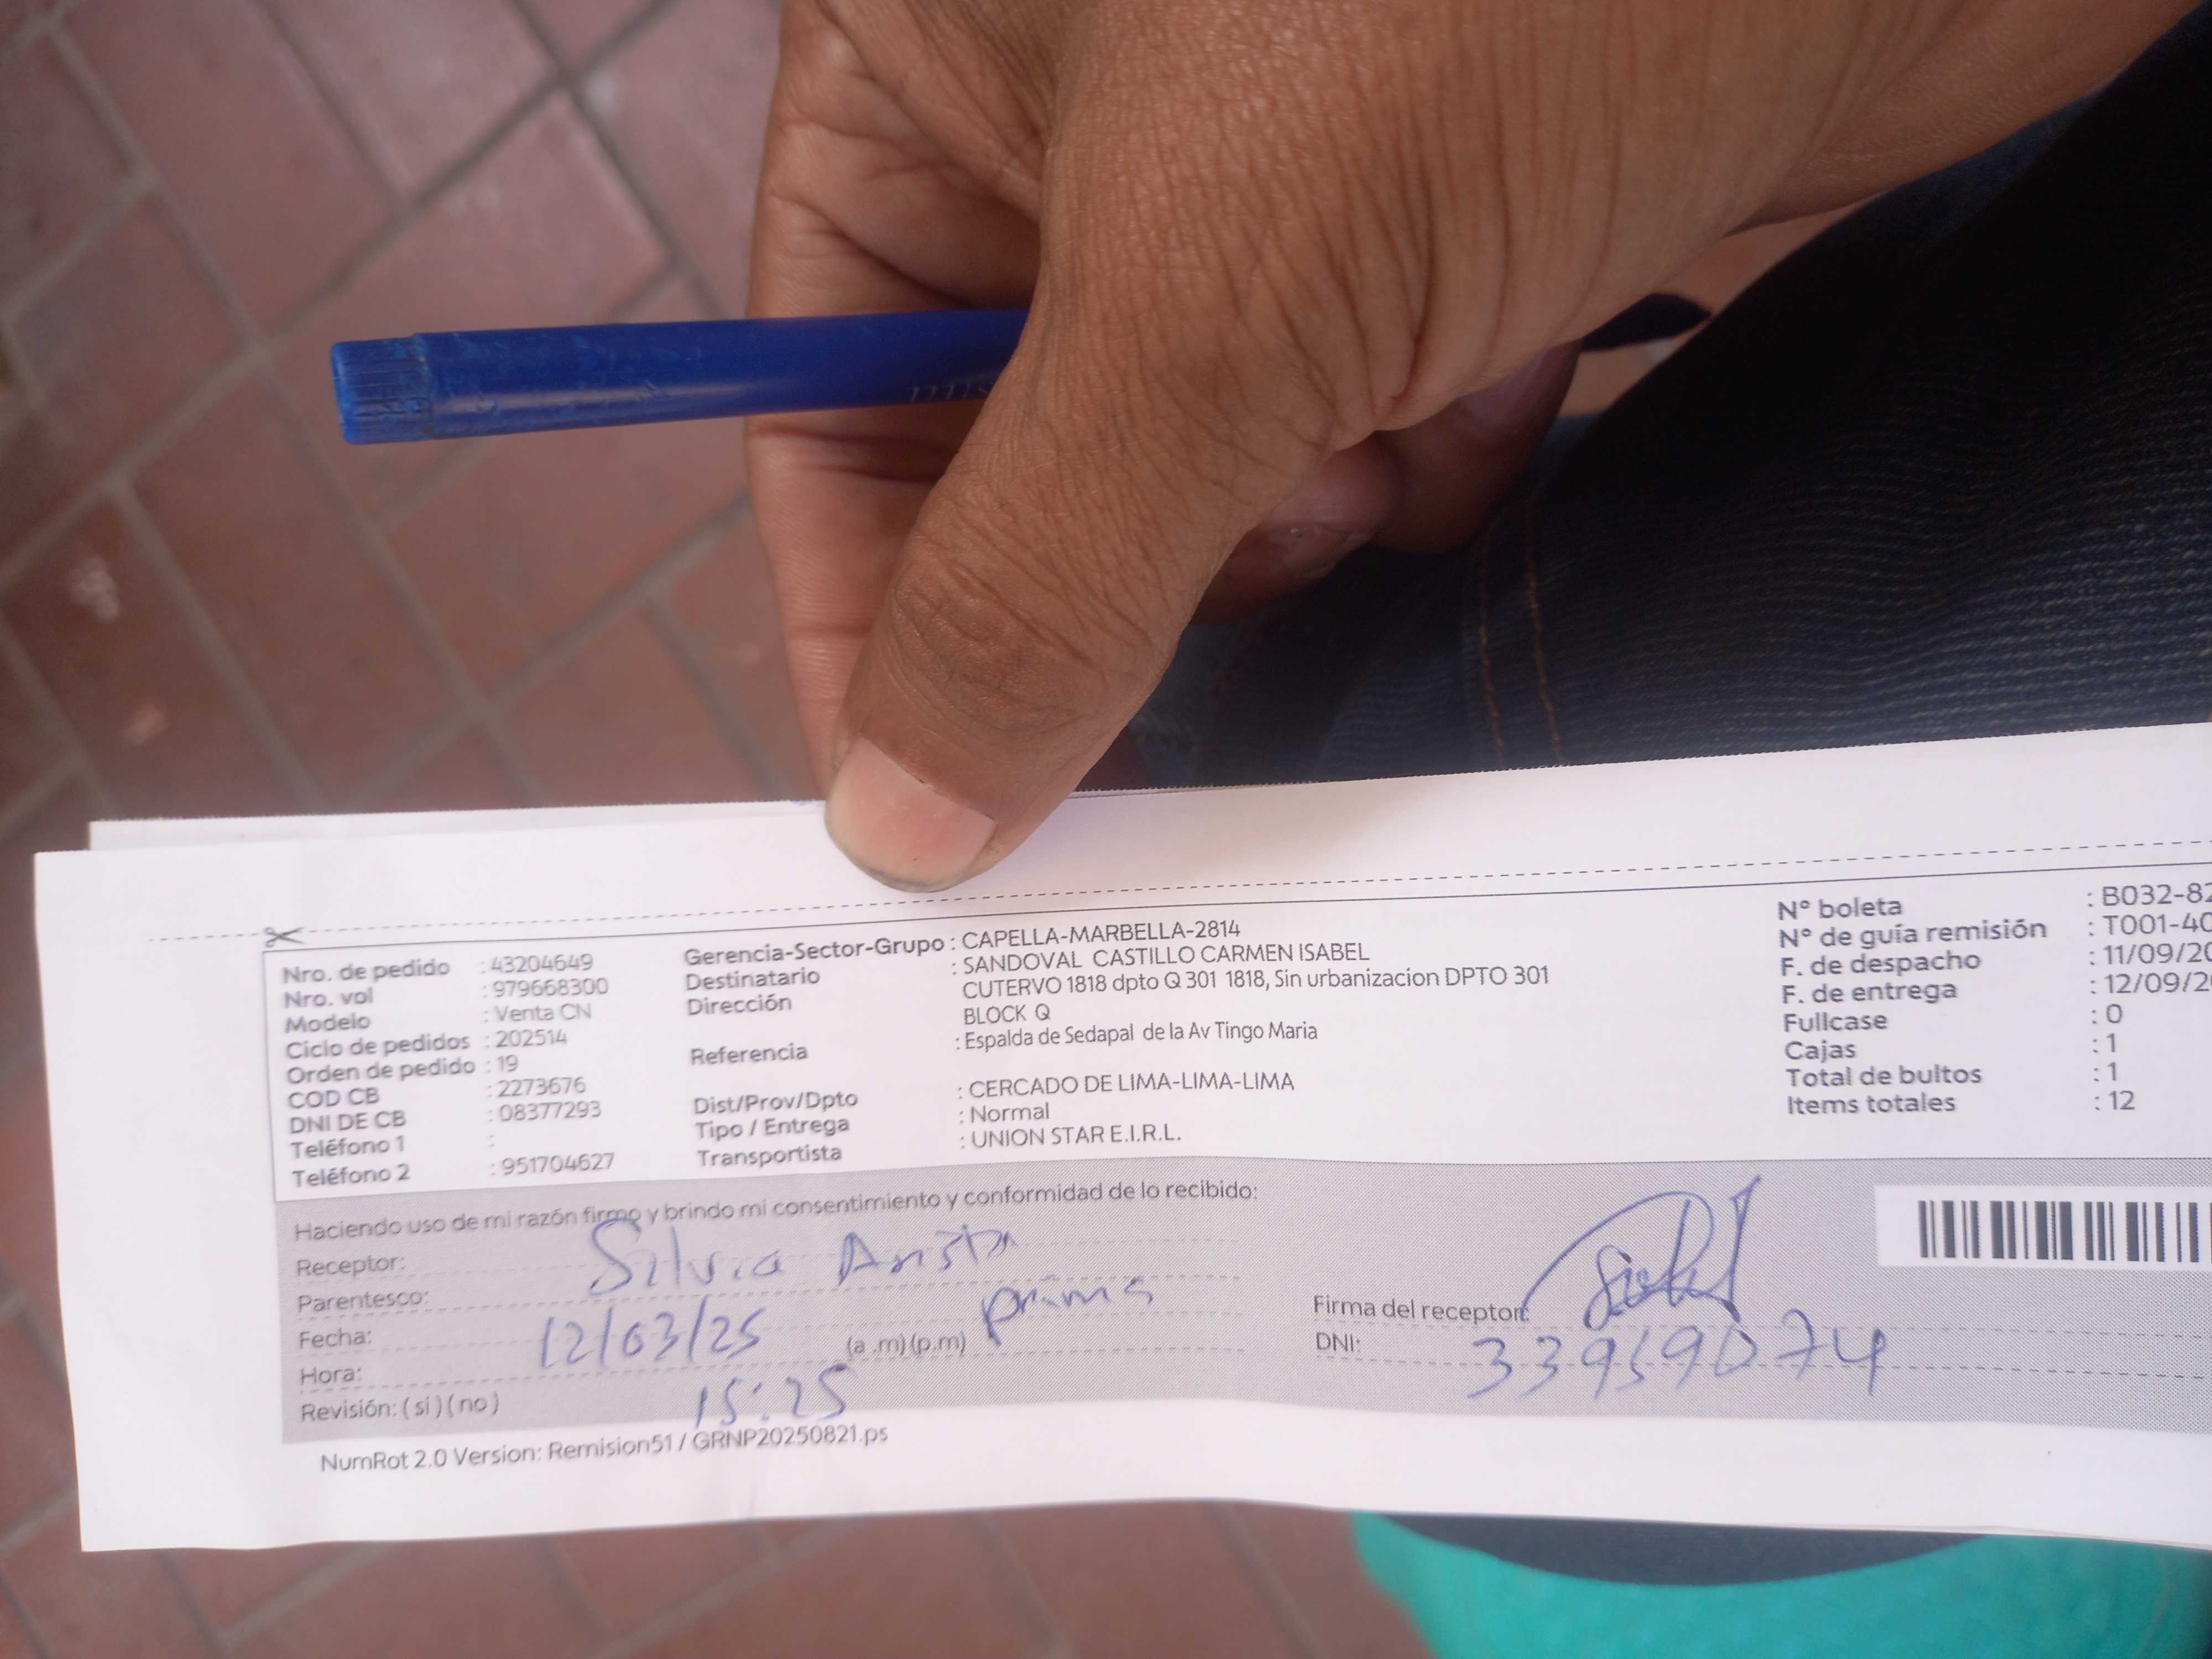 Nro. de pedido : 43204649
Nro. vol : 979668300
Modelo : Venta CN
Ciclo de pedidos : 202514
Orden de pedido : 19
COD CB : 2273676
DNI DE CB : 08377293
Teléfono 1 :
Teléfono 2 : 951704627
Gerencia-Sector-Grupo : CAPELLA-MARBELLA-2814
Destinatario : SANDOVAL CASTILLO CARMEN ISABEL
Dirección CUTERVO 1818 dpto Q 301 1818, Sin urbanizacion DPTO 301
BLOCK Q
Referencia : Espalda de Sedapal de la Av Tingo Maria
Dist/Prov/Dpto : CERCADO DE LIMA-LIMA-LIMA
Tipo / Entrega : Normal
Transportista : UNION STAR E.I.R.L.
N° boleta : B032-82
N° de guía remisión : T001-40
F. de despacho : 11/09/20
F. de entrega : 12/09/2
Fullcase : 0
Cajas : 1
Total de bultos : 1
Items totales : 12
Haciendo uso de mi razón firmo y brindo mi consentimiento y conformidad de lo recibido:
Receptor: Silvia
Parentesco: prima
Fecha: 12/03/25 (a .m) (p.m)
Hora: 15:25
Revisión: ( si ) ( no )
Firma del receptor:
DNI:
NumRot 2.0 Version: Remision51 / GRNP20250821.ps